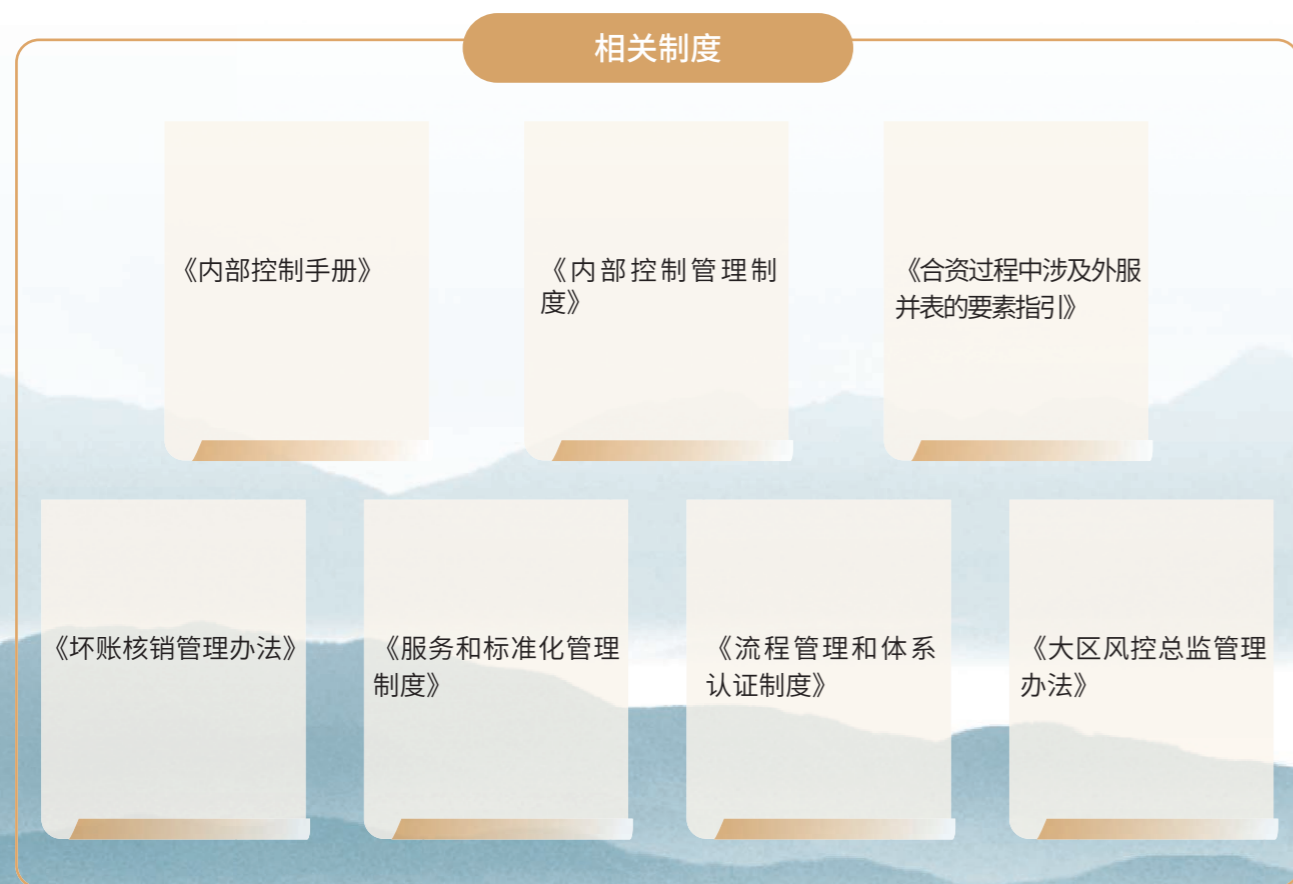 相关制度
《内部控制手册》
《内部控制管理制
度》
《合资过程中涉及外服
并表的要素指引》
《坏账核销管理办法》
《服务和标准化管理
制度》
《流程管理和体系
认证制度》
《大区风控总监管理
办法》